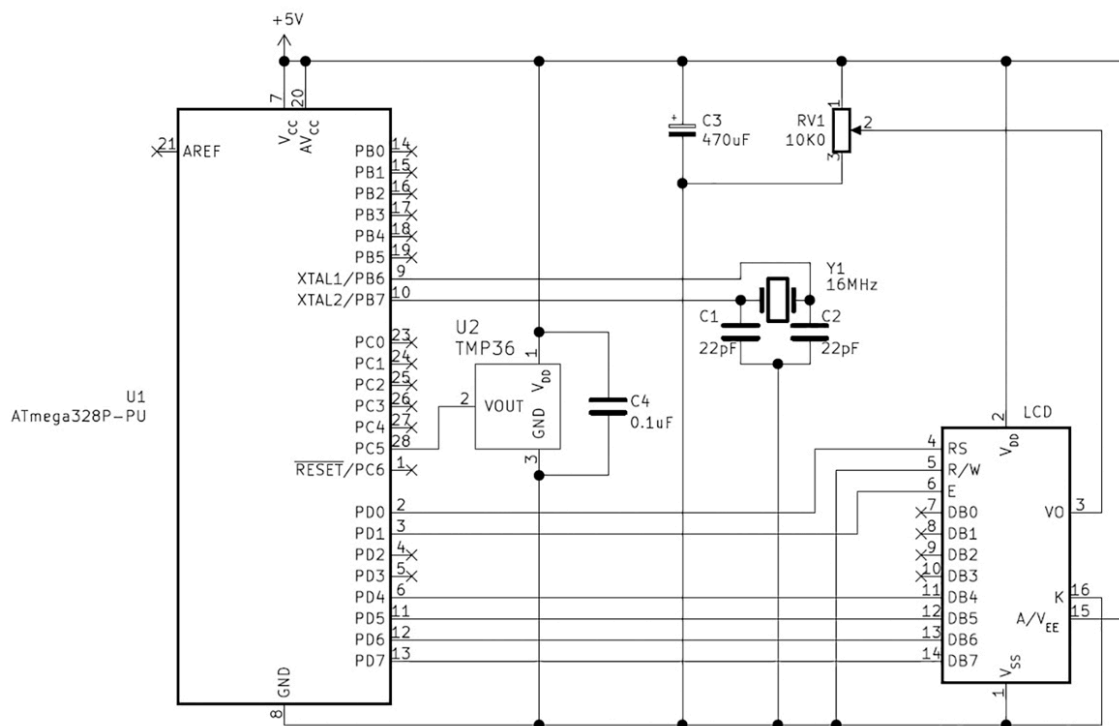 +5V
7
20
VCC
AVCC
21
AREF
PB0
14
PB1
15
PB2
16
PB3
17
PB4
18
PB5
19
XTAL1/PB6
9
XTAL2/PB7
10
PC0
23
PC1
24
PC2
25
PC3
26
PC4
27
PC5
28
RESET/PC6
1
PD0
2
PD1
3
PD2
4
PD3
5
PD4
6
PD5
11
PD6
12
PD7
13
GND
8
U1
ATmega328P-PU
U2
TMP36
1
2
VOUT
VDD
GND
3
C4
0.1uF
+
C3
470uF
RV1
10K0
1
2
3
Y1
16MHz
C1
22pF
C2
22pF
LCD
2
VDD
4
RS
5
R/W
6
E
7
DB0
8
DB1
9
DB2
10
DB3
11
DB4
12
DB5
13
DB6
14
DB7
VO
3
K
16
A/VEE
15
VSS
1